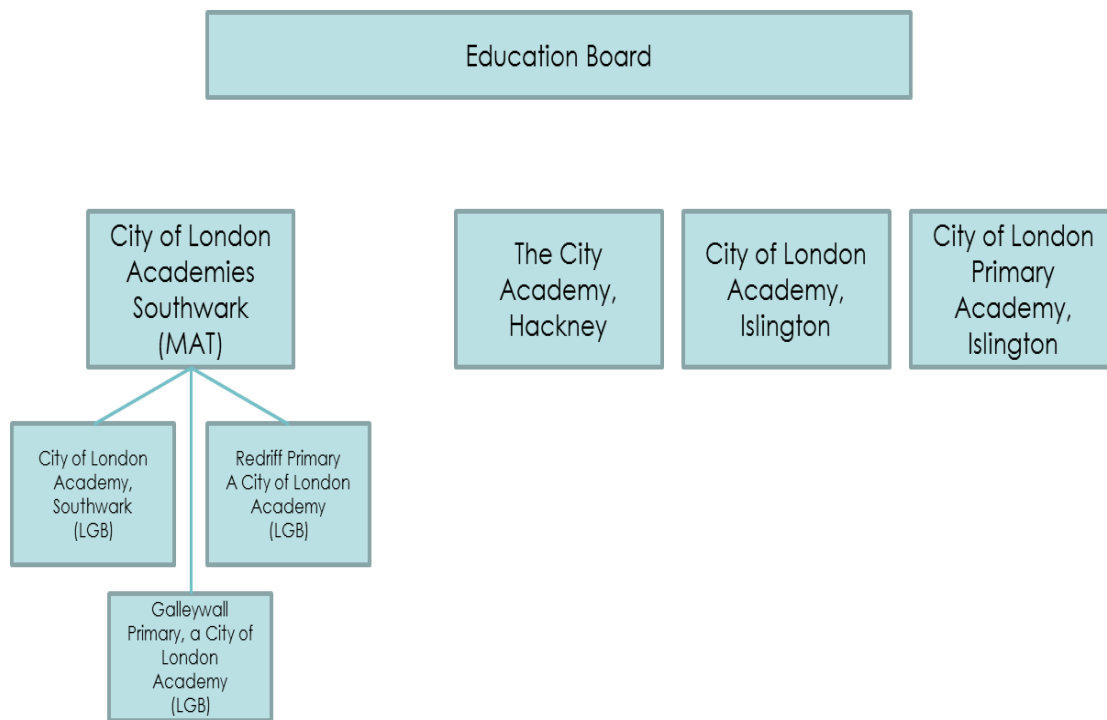 Education Board
City of London
Academies
Southwark
(MAT)
The City
Academy,
Hackney
City of London
Academy,
Islington
City of London
Primary
Academy,
Islington
City of London
Academy,
Southwark
(LGB)
Redriff Primary
A City of London
Academy
(LGB)
Galleywall
Primary, a City of
London
Academy
(LGB)